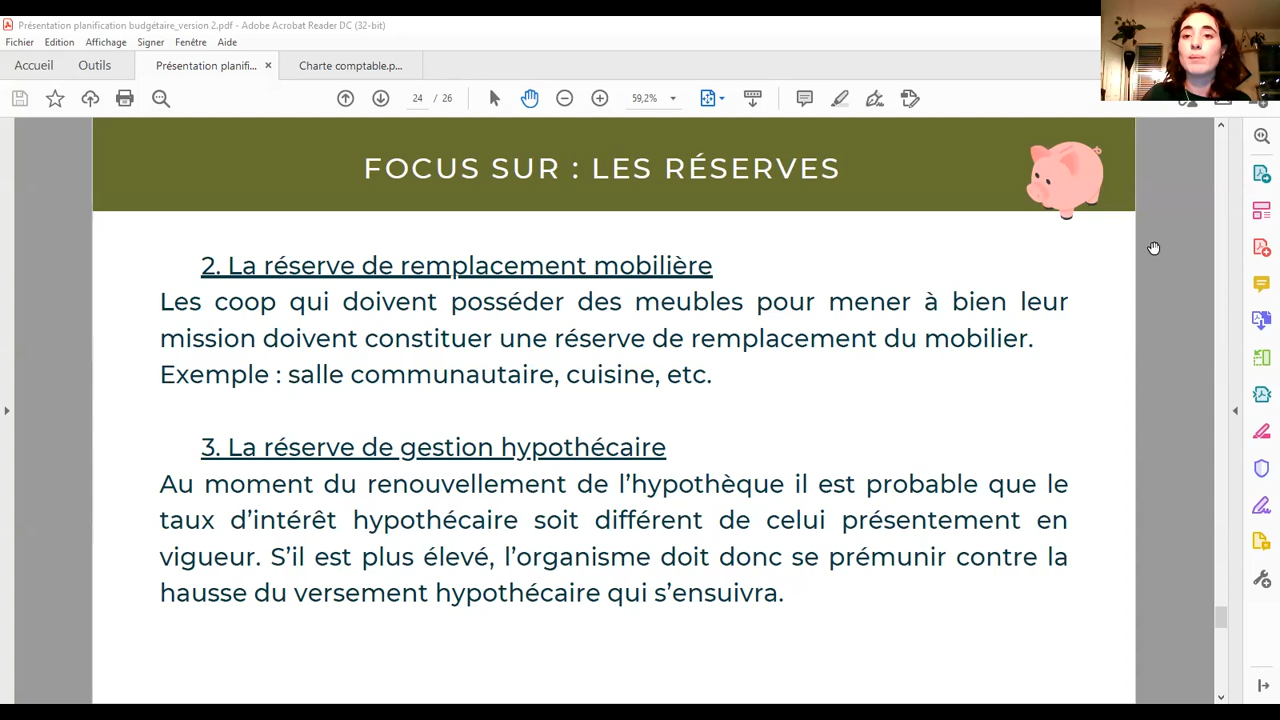 Présentation planification budgétaire_version 2.pdf - Adobe Acrobat Reader DC (32-bit)
Fichier Edition Affichage Signer Fenêtre Aide
Accueil Outils Présentation planifi... × Charte comptable.p...
24 / 26 59,2%
FOCUS SUR : LES RÉSERVES
2. La réserve de remplacement mobilière
Les coop qui doivent posséder des meubles pour mener à bien leur
mission doivent constituer une réserve de remplacement du mobilier.
Exemple : salle communautaire, cuisine, etc.
3. La réserve de gestion hypothécaire
Au moment du renouvellement de l’hypothèque il est probable que le
taux d’intérêt hypothécaire soit différent de celui présentement en
vigueur. S’il est plus élevé, l’organisme doit donc se prémunir contre la
hausse du versement hypothécaire qui s’ensuivra.